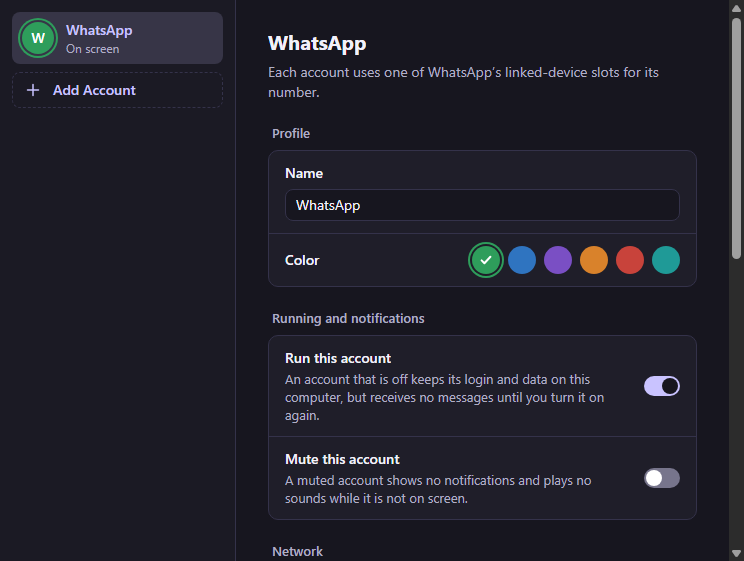 W
WhatsApp
On screen
Add Account
WhatsApp
Each account uses one of WhatsApp’s linked-device slots for its
number.
Profile
Name
WhatsApp
Color
Running and notifications
Run this account
An account that is off keeps its login and data on this
computer, but receives no messages until you turn it on
again.
Mute this account
A muted account shows no notifications and plays no
sounds while it is not on screen.
Network